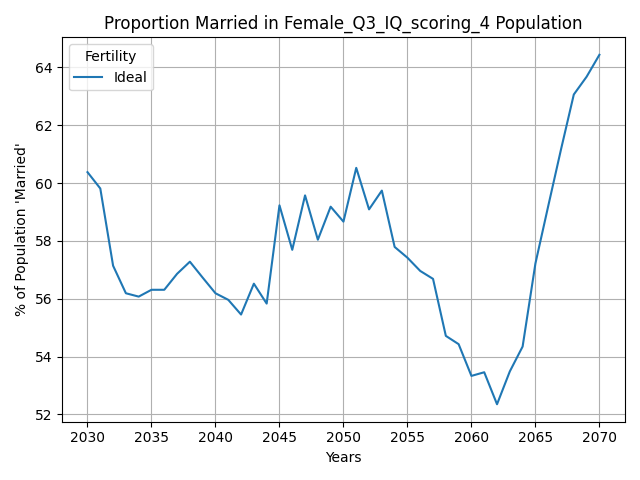 Proportion Married in Female_Q3_IQ_scoring_4 Population
Fertility
Ideal
% of Population 'Married'
64
62
60
58
56
54
52
2030 2035 2040 2045 2050 2055 2060 2065 2070
Years